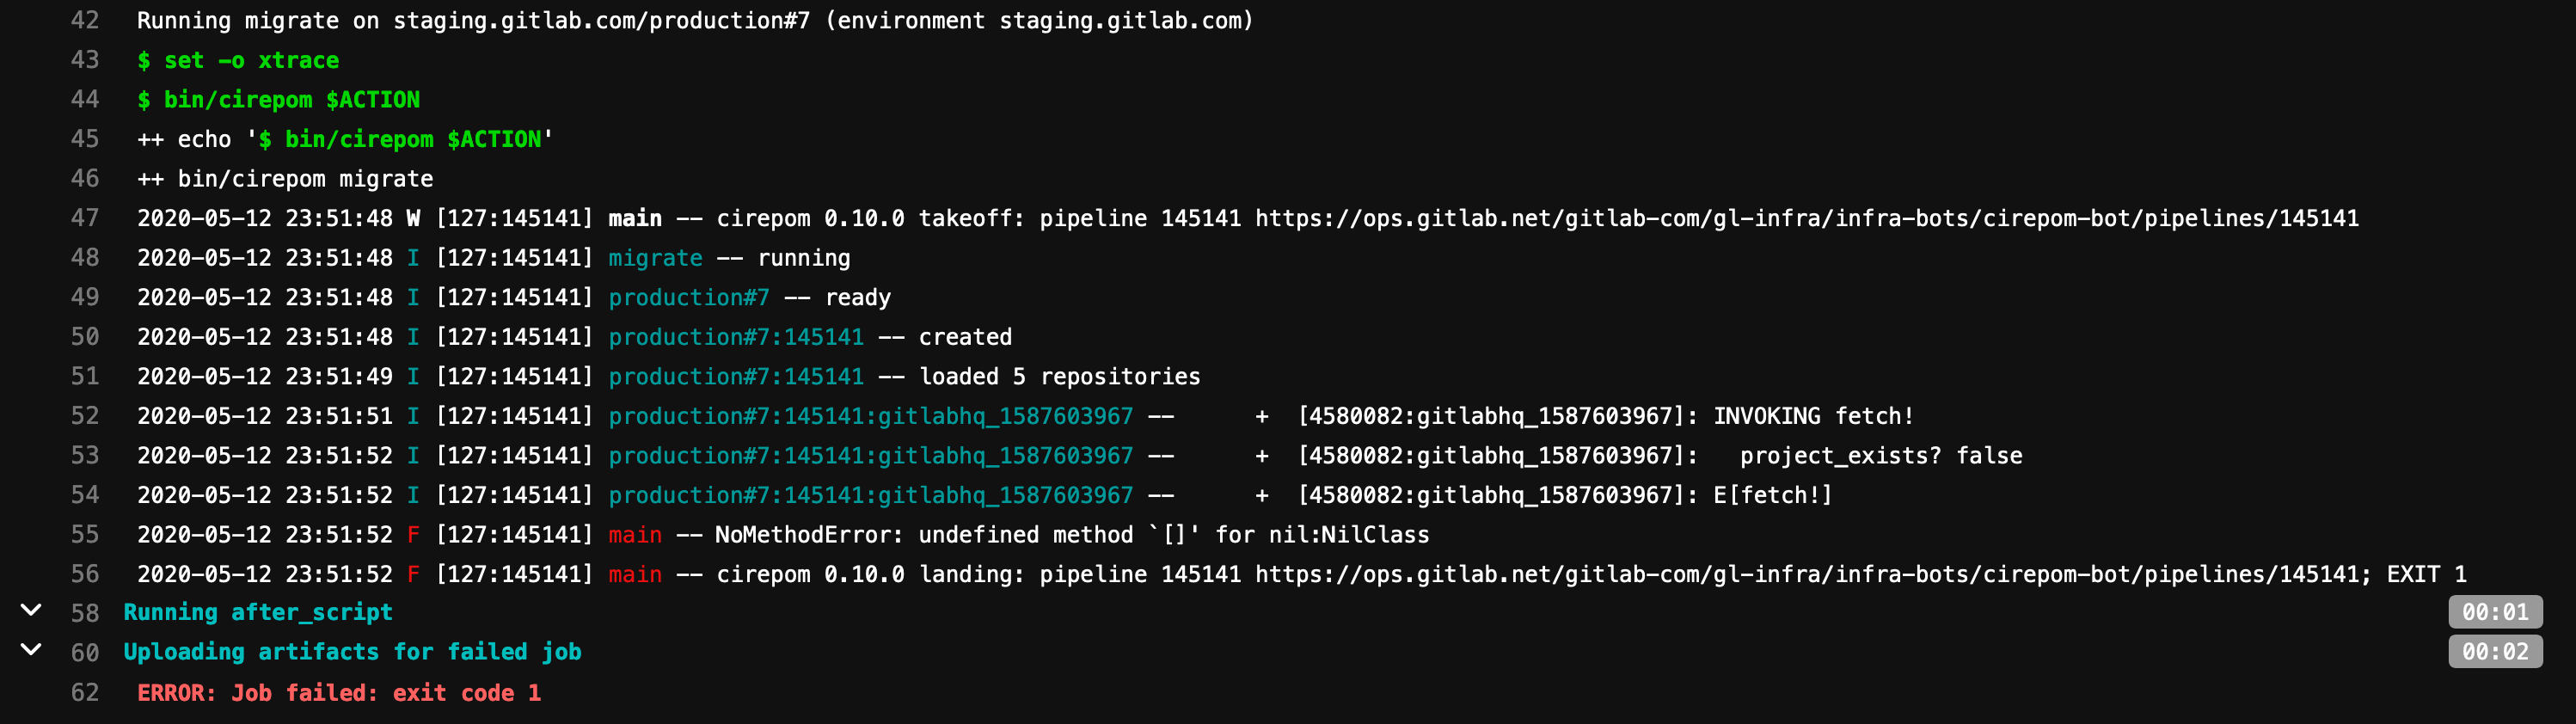 42 Running migrate on staging.gitlab.com/production#7 (environment staging.gitlab.com)
43 $ set -o xtrace
44 $ bin/cirepom $ACTION
45 ++ echo '$ bin/cirepom $ACTION'
46 ++ bin/cirepom migrate
47 2020-05-12 23:51:48 W [127:145141] main -- cirepom 0.10.0 takeoff: pipeline 145141 https://ops.gitlab.net/gitlab-com/gl-infra/infra-bots/cirepom-bot/pipelines/145141
48 2020-05-12 23:51:48 I [127:145141] migrate -- running
49 2020-05-12 23:51:48 I [127:145141] production#7 -- ready
50 2020-05-12 23:51:48 I [127:145141] production#7:145141 -- created
51 2020-05-12 23:51:49 I [127:145141] production#7:145141 -- loaded 5 repositories
52 2020-05-12 23:51:51 I [127:145141] production#7:145141:gitlabhq_1587603967 --      +  [4580082:gitlabhq_1587603967]: INVOKING fetch!
53 2020-05-12 23:51:52 I [127:145141] production#7:145141:gitlabhq_1587603967 --      +  [4580082:gitlabhq_1587603967]:   project_exists? false
54 2020-05-12 23:51:52 I [127:145141] production#7:145141:gitlabhq_1587603967 --      +  [4580082:gitlabhq_1587603967]: E[fetch!]
55 2020-05-12 23:51:52 F [127:145141] main -- NoMethodError: undefined method `[]' for nil:NilClass
56 2020-05-12 23:51:52 F [127:145141] main -- cirepom 0.10.0 landing: pipeline 145141 https://ops.gitlab.net/gitlab-com/gl-infra/infra-bots/cirepom-bot/pipelines/145141; EXIT 1
58 Running after_script 00:01
60 Uploading artifacts for failed job 00:02
62 ERROR: Job failed: exit code 1